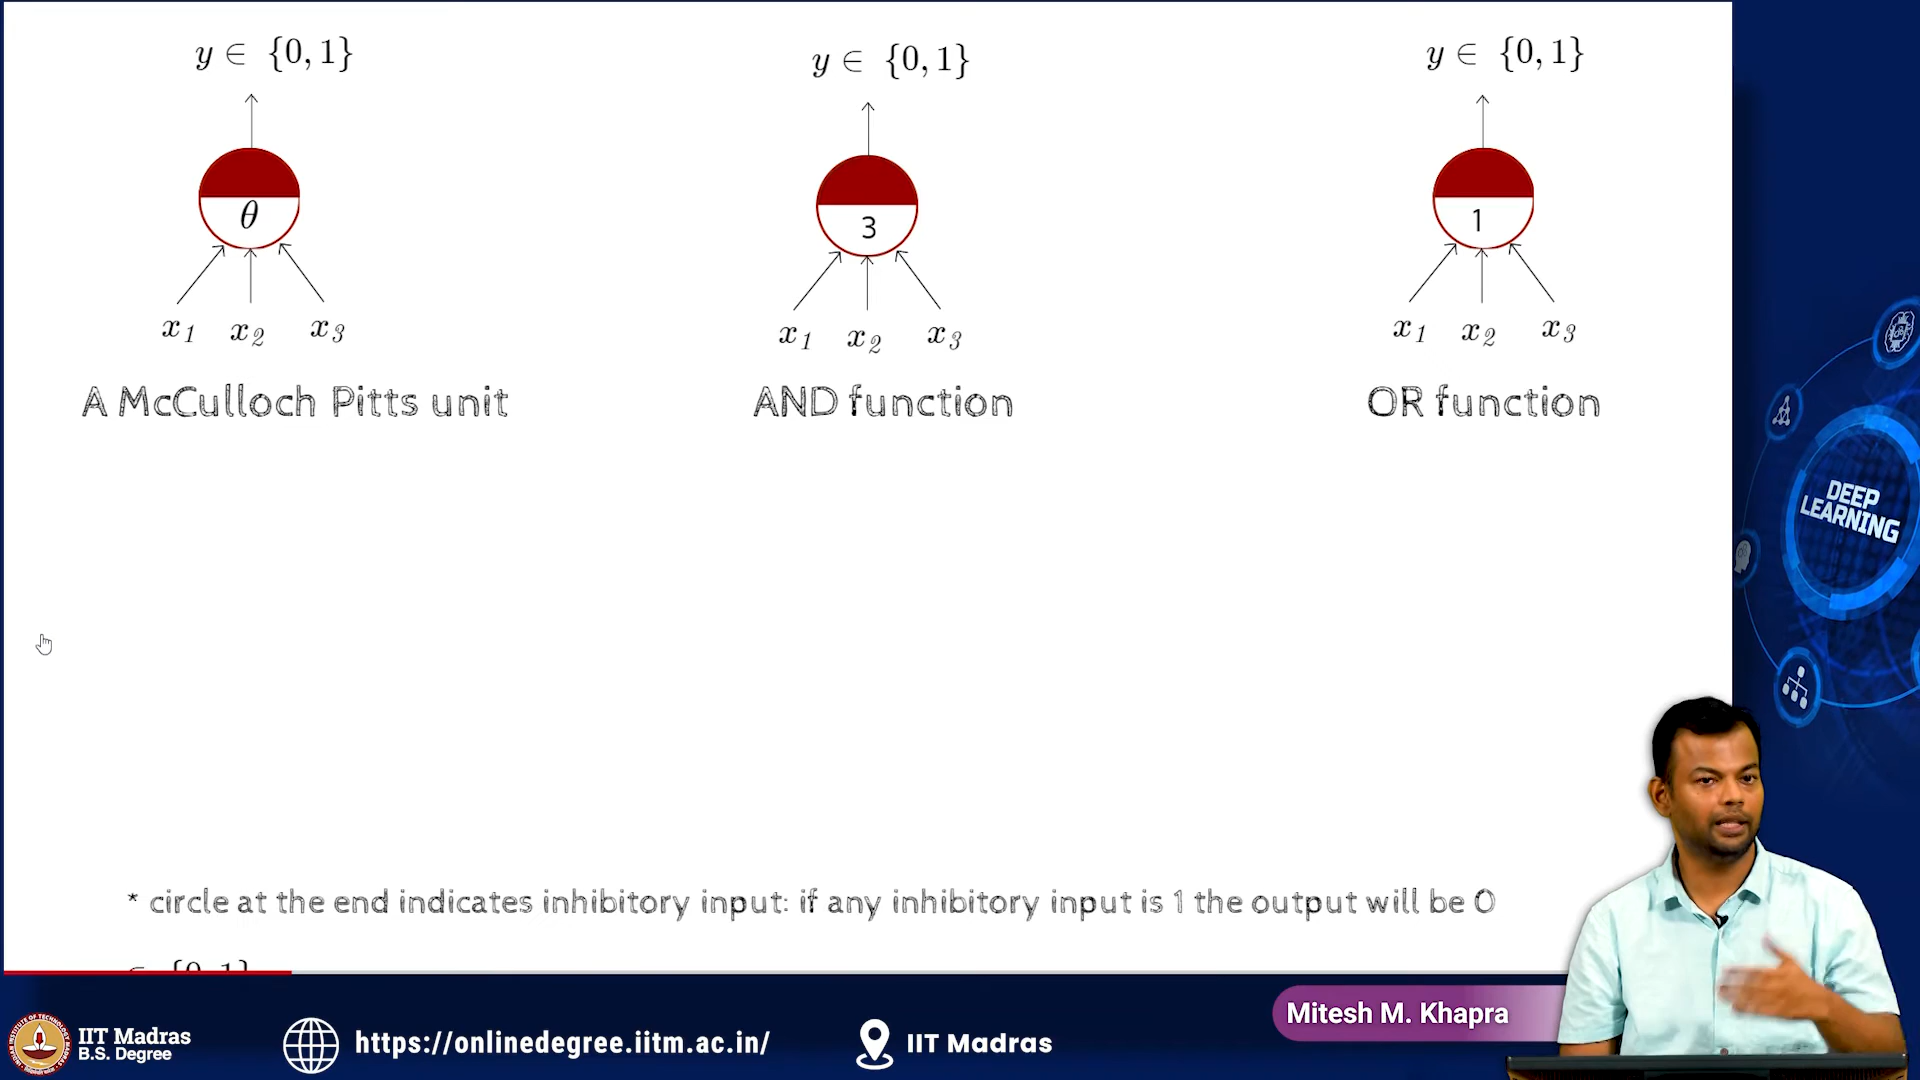 y ∈ {0, 1}
y ∈ {0, 1}
y ∈ {0, 1}
θ
3
1
x1 x2 x3
x1 x2 x3
x1 x2 x3
A McCulloch Pitts unit
AND function
OR function
DEEP
LEARNING
* circle at the end indicates inhibitory input: if any inhibitory input is 1 the output will be 0
∈ {0, 1}
Mitesh M. Khapra
IIT Madras
B.S. Degree
https://onlinedegree.iitm.ac.in/
IIT Madras